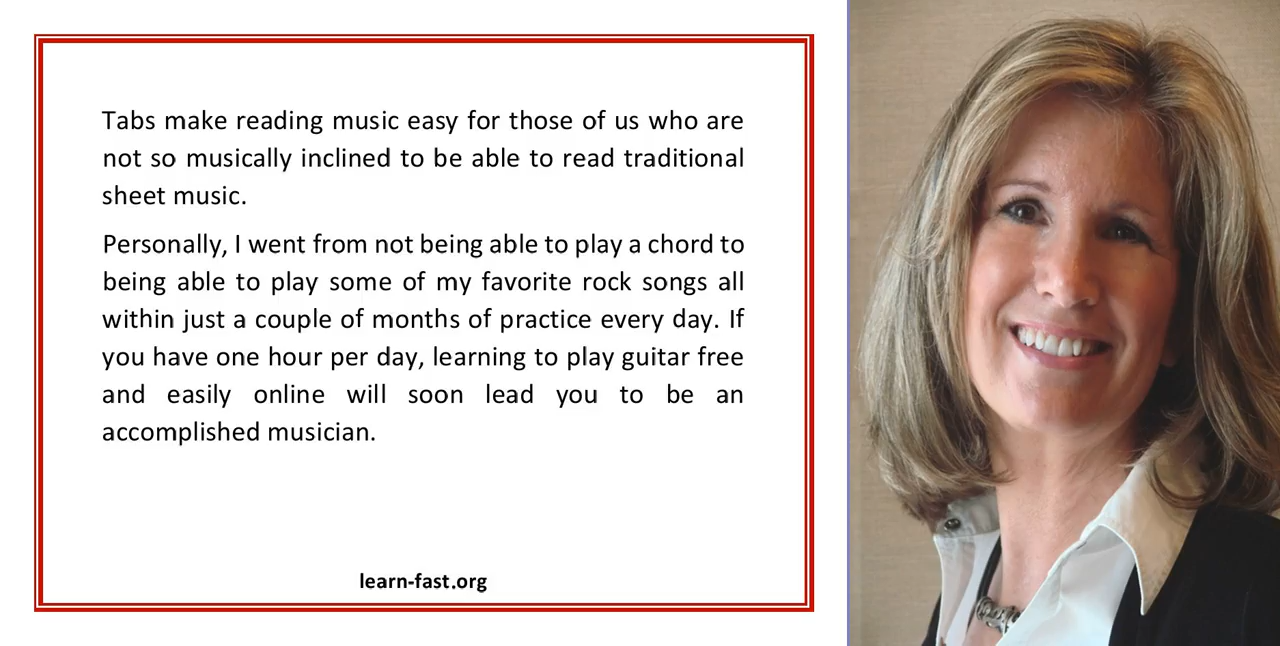 Tabs make reading music easy for those of us who are
not so musically inclined to be able to read traditional
sheet music.
Personally, I went from not being able to play a chord to
being able to play some of my favorite rock songs all
within just a couple of months of practice every day. If
you have one hour per day, learning to play guitar free
and easily online will soon lead you to be an
accomplished musician.
learn-fast.org